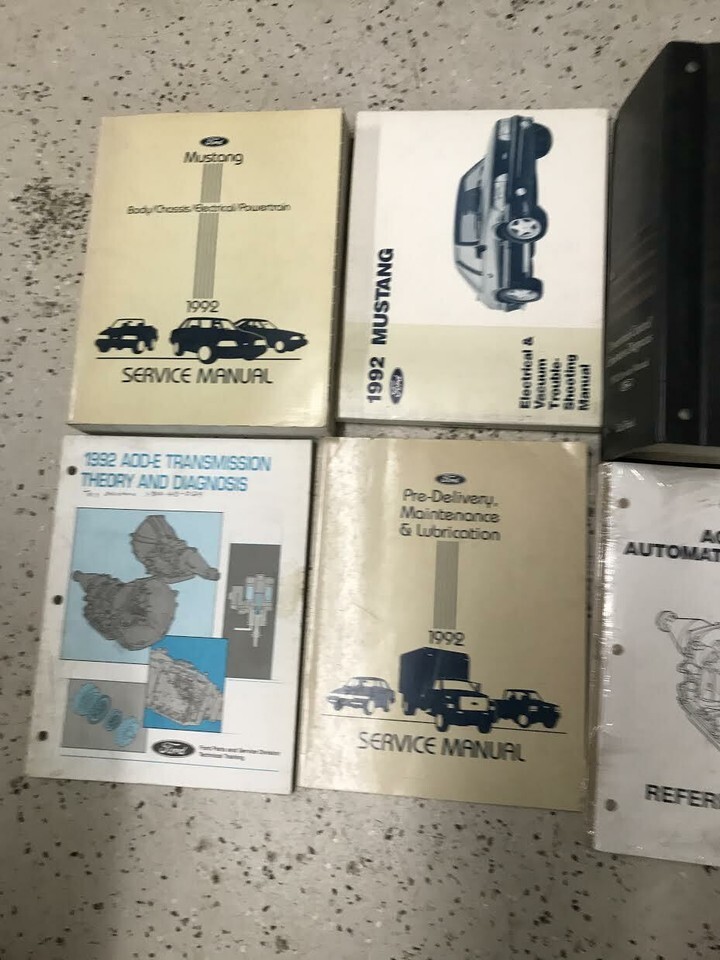 Ford
Mustang
Body/Chassis/Electrical/Powertrain
1992
SERVICE MANUAL
1992 MUSTANG
Ford
Electrical &
Vacuum
Trouble-
Shooting
Manual
1992 AOD-E TRANSMISSION
THEORY AND DIAGNOSIS
Ford
Ford Parts and Service Division
Technical Training
Ford
Pre-Delivery,
Maintenance
& Lubrication
1992
SERVICE MANUAL
AUTOMAT
REFER